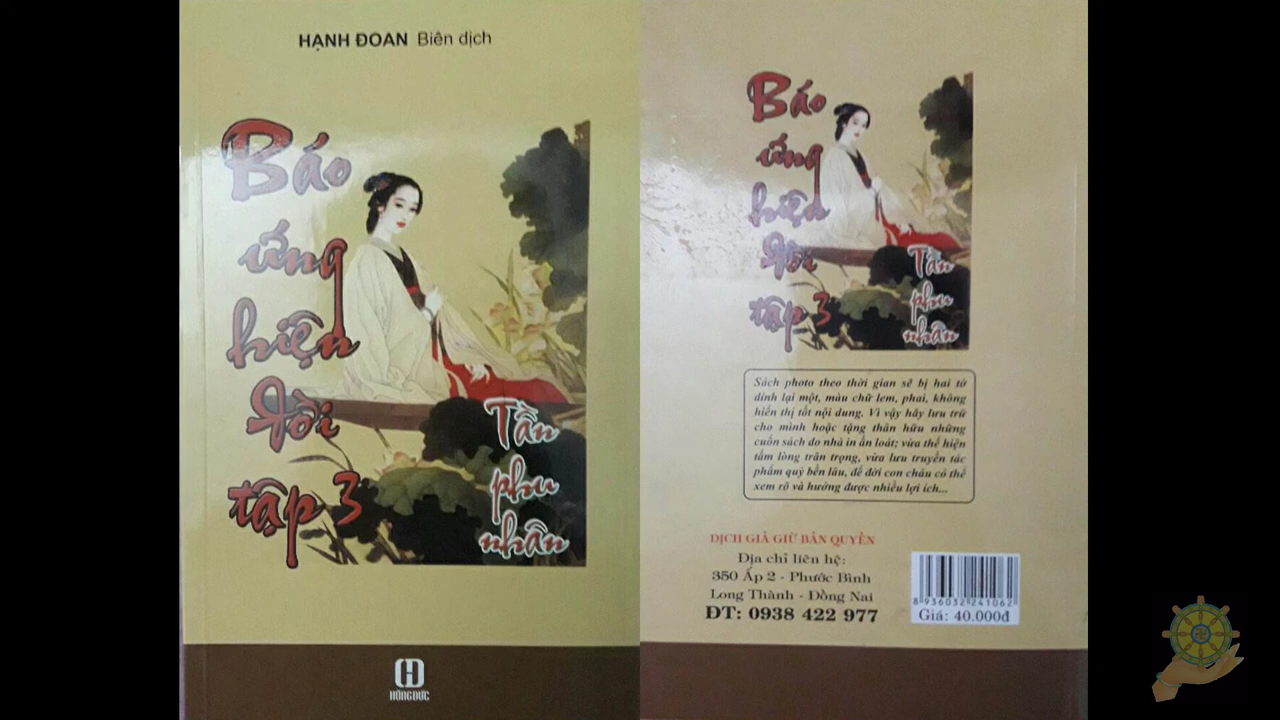 HẠNH ĐOAN Biên dịch
Báo
ứng
hiện
đời
tập 3
Tần
phu
nhân
HỒNG ĐỨC
Báo
ứng
hiện
đời
tập 3
Tần
phu
nhân
Sách photo theo thời gian sẽ bị hai tờ
dính lại một, màu chữ lem, phai, không
hiển thị tốt nội dung. Vì vậy hãy lưu trữ
cho mình hoặc tặng thân hữu những
cuốn sách do nhà in ấn loát; vừa thể hiện
tấm lòng trân trọng, vừa lưu truyền tác
phẩm quý bền lâu, để đời con cháu có thể
xem rõ và hưởng được nhiều lợi ích...
DỊCH GIẢ GIỮ BẢN QUYỀN
Địa chỉ liên hệ:
350 Ấp 2 - Phước Bình
Long Thành - Đồng Nai
ĐT: 0938 422 977
8 936032 241062
Giá: 40.000đ